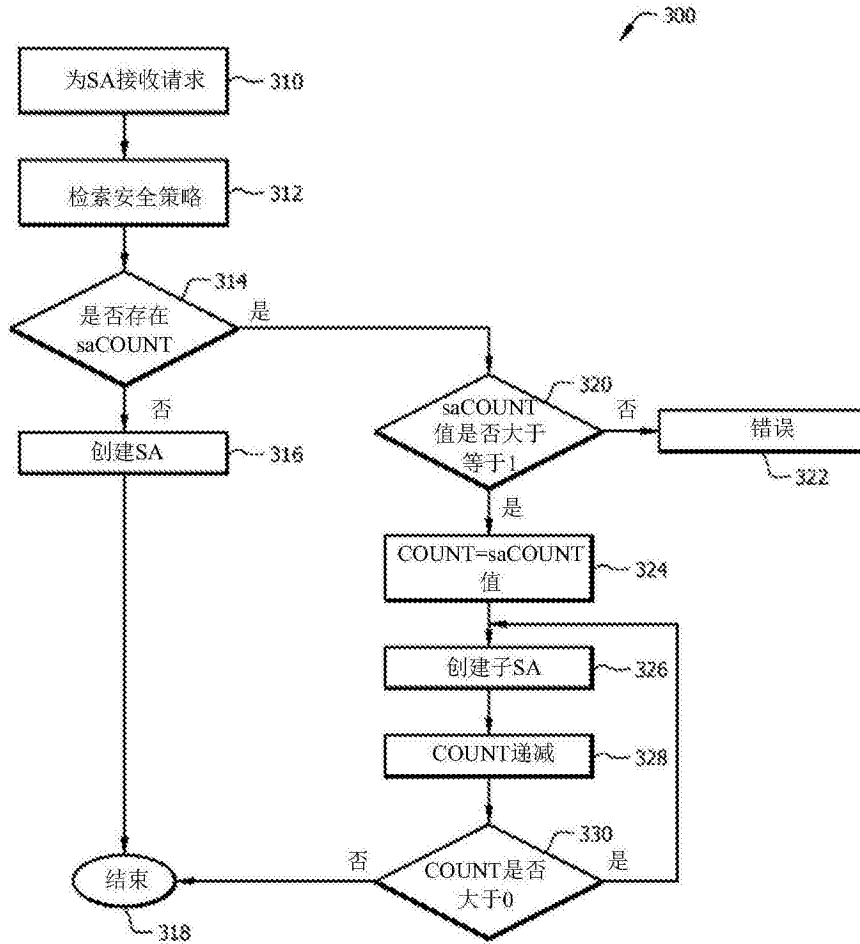 300
为SA接收请求
310
检索安全策略
312
314
是否存在
saCOUNT
是
否
创建SA
316
320
saCOUNT
值是否大于
等于1
否
错误
322
是
COUNT=saCOUNT
值
324
创建子SA
326
COUNT递减
328
330
COUNT是否
大于0
是
否
结束
318